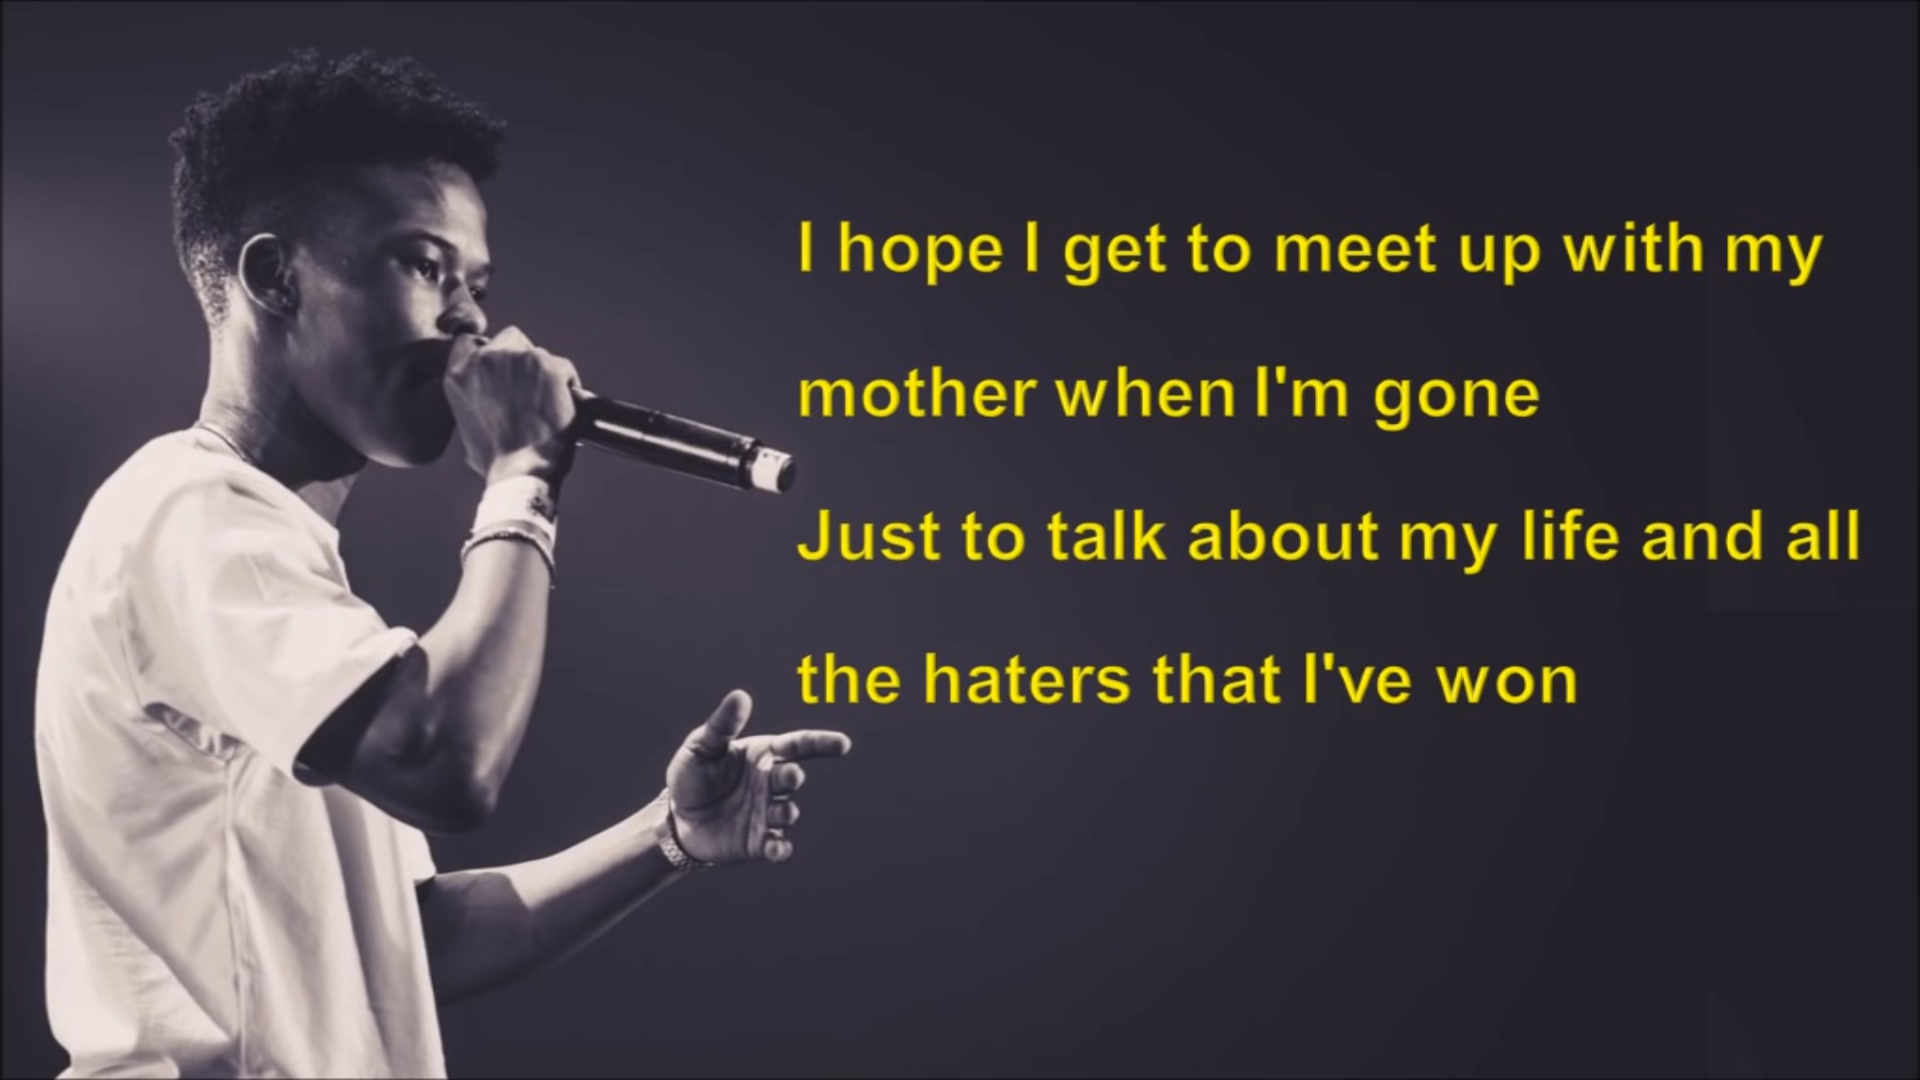 I hope I get to meet up with my
mother when I'm gone
Just to talk about my life and all
the haters that I've won